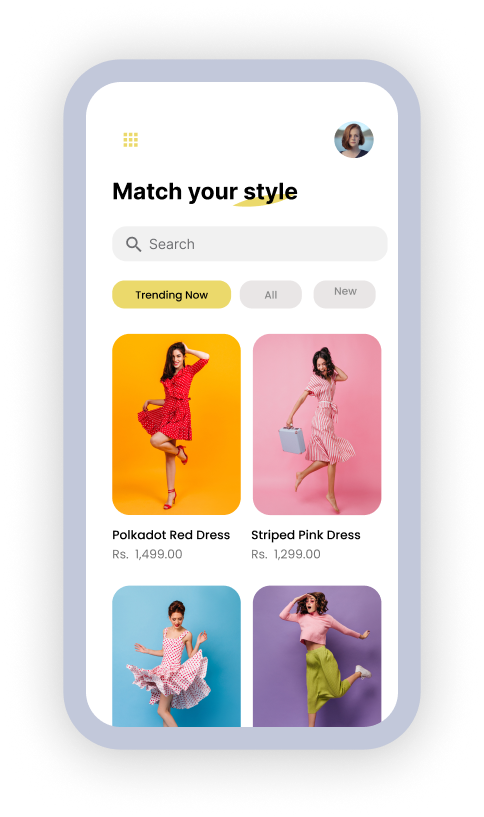 Match your style
Search
Trending Now
All
New
Polkadot Red Dress
Striped Pink Dress
Rs. 1,499.00
Rs. 1,299.00